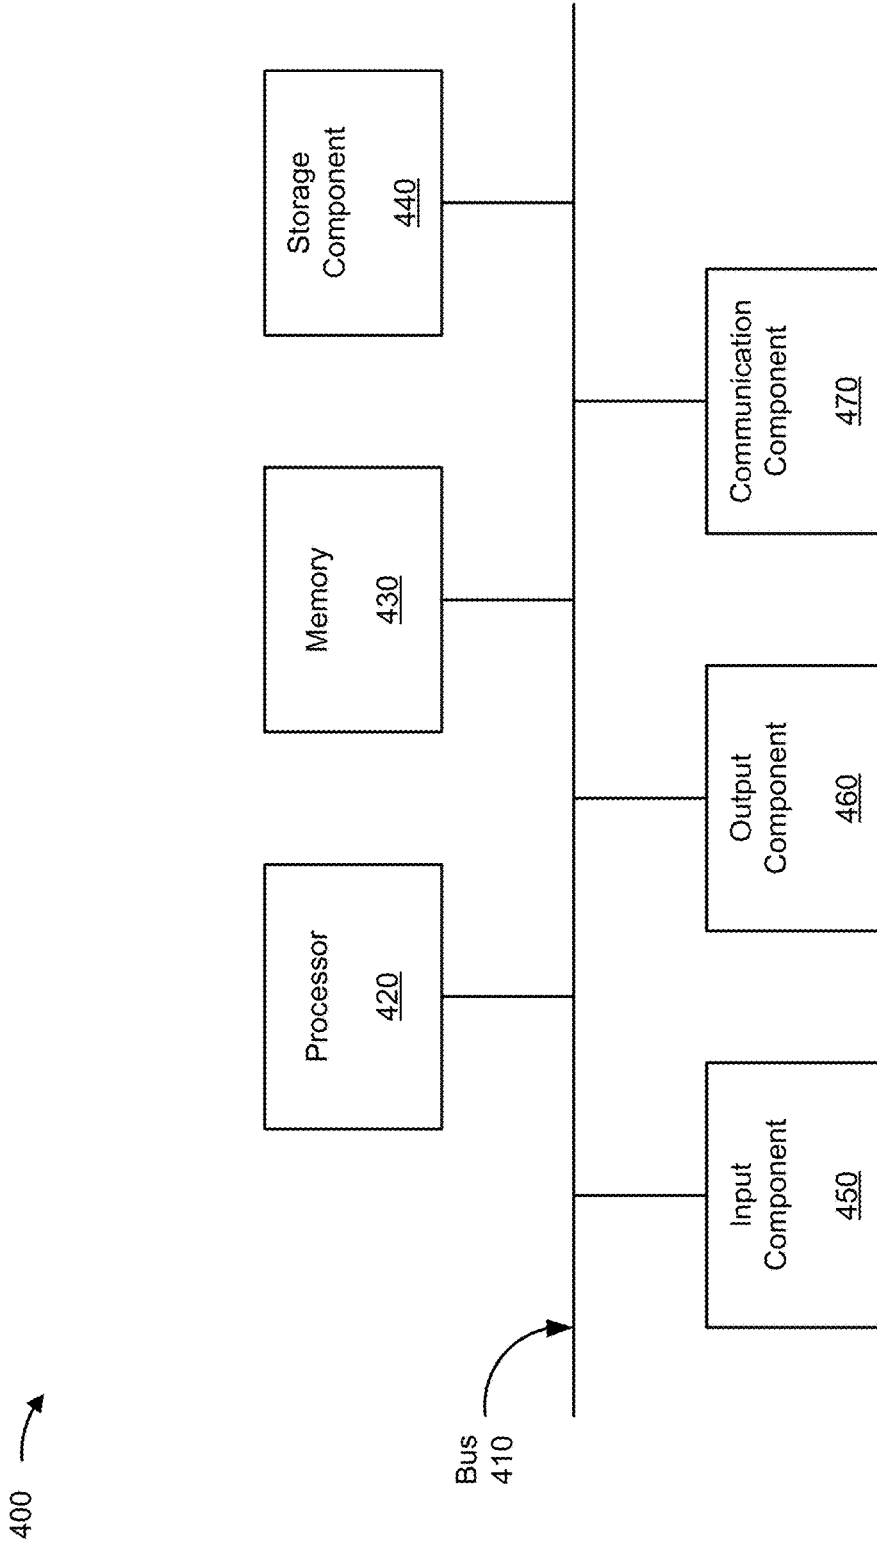 400
Processor
420
Memory
430
Storage
Component
440
Bus
410
Input
Component
450
Output
Component
460
Communication
Component
470